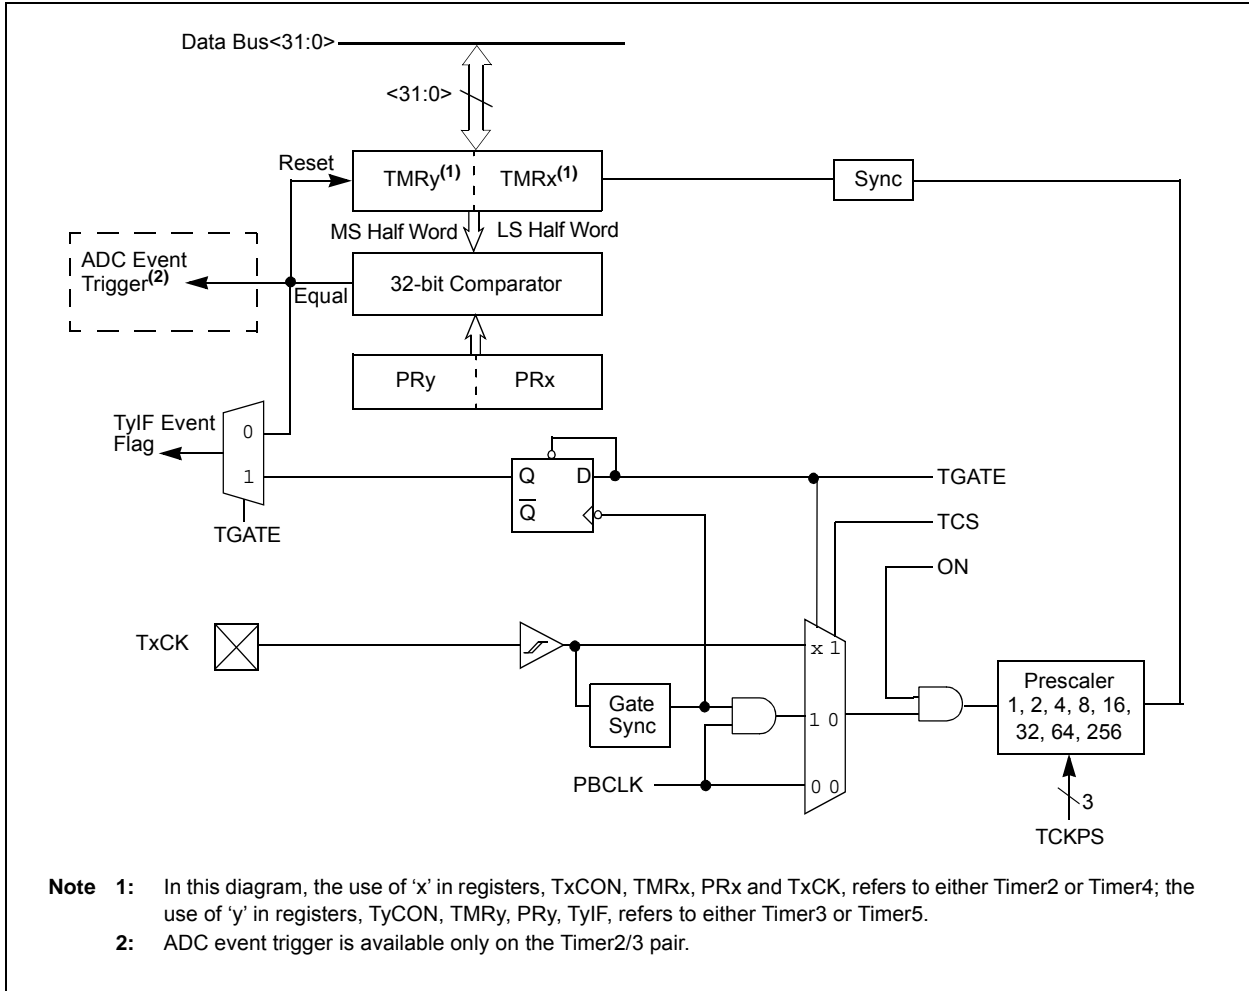 Data Bus<31:0>
<31:0>
Reset
TMRy(1)
TMRx(1)
Sync
MS Half Word
LS Half Word
ADC Event
Trigger(2)
Equal
32-bit Comparator
PRy
PRx
TyIF Event
Flag
0
1
TGATE
Q
D
Q
TGATE
TCS
ON
TxCK
x 1
Gate
Sync
1 0
PBCLK
0 0
Prescaler
1, 2, 4, 8, 16,
32, 64, 256
3
TCKPS
Note 1: In this diagram, the use of ‘x’ in registers, TxCON, TMRx, PRx and TxCK, refers to either Timer2 or Timer4; the
use of ‘y’ in registers, TyCON, TMRy, PRy, TyIF, refers to either Timer3 or Timer5.
2: ADC event trigger is available only on the Timer2/3 pair.